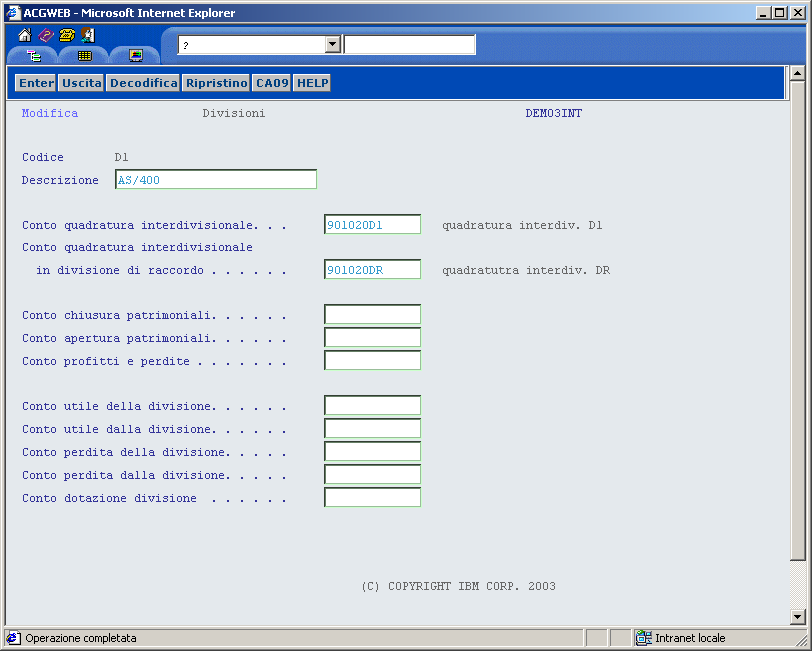 ACGWEB - Microsoft Internet Explorer
?
Enter Uscita Decodifica Ripristino CA09 HELP
Modifica Divisioni DEMO3INT
Codice D1
Descrizione AS/400
Conto quadratura interdivisionale. . . 901020D1 quadratura interdiv. D1
Conto quadratura interdivisionale
in divisione di raccordo . . . . . . 901020DR quadratutra interdiv. DR
Conto chiusura patrimoniali. . . . . .
Conto apertura patrimoniali. . . . . .
Conto profitti e perdite . . . . . . .
Conto utile della divisione. . . . . .
Conto utile dalla divisione. . . . . .
Conto perdita della divisione. . . . .
Conto perdita dalla divisione. . . . .
Conto dotazione divisione . . . . . .
(C) COPYRIGHT IBM CORP. 2003
Operazione completata Intranet locale